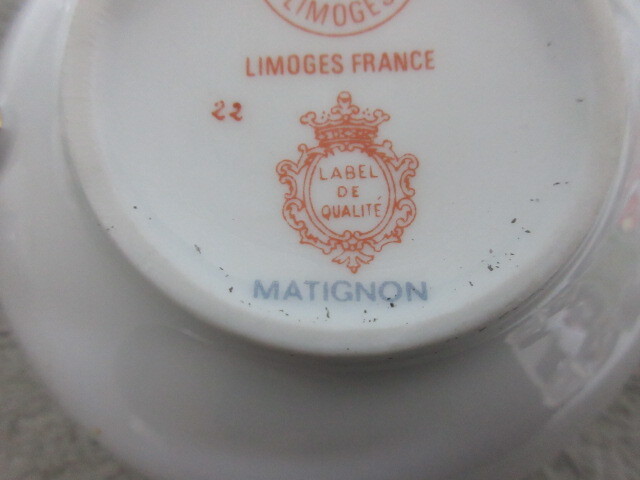 LIMOGES
LIMOGES FRANCE
22
LABEL
DE
QUALITÉ
MATIGNON